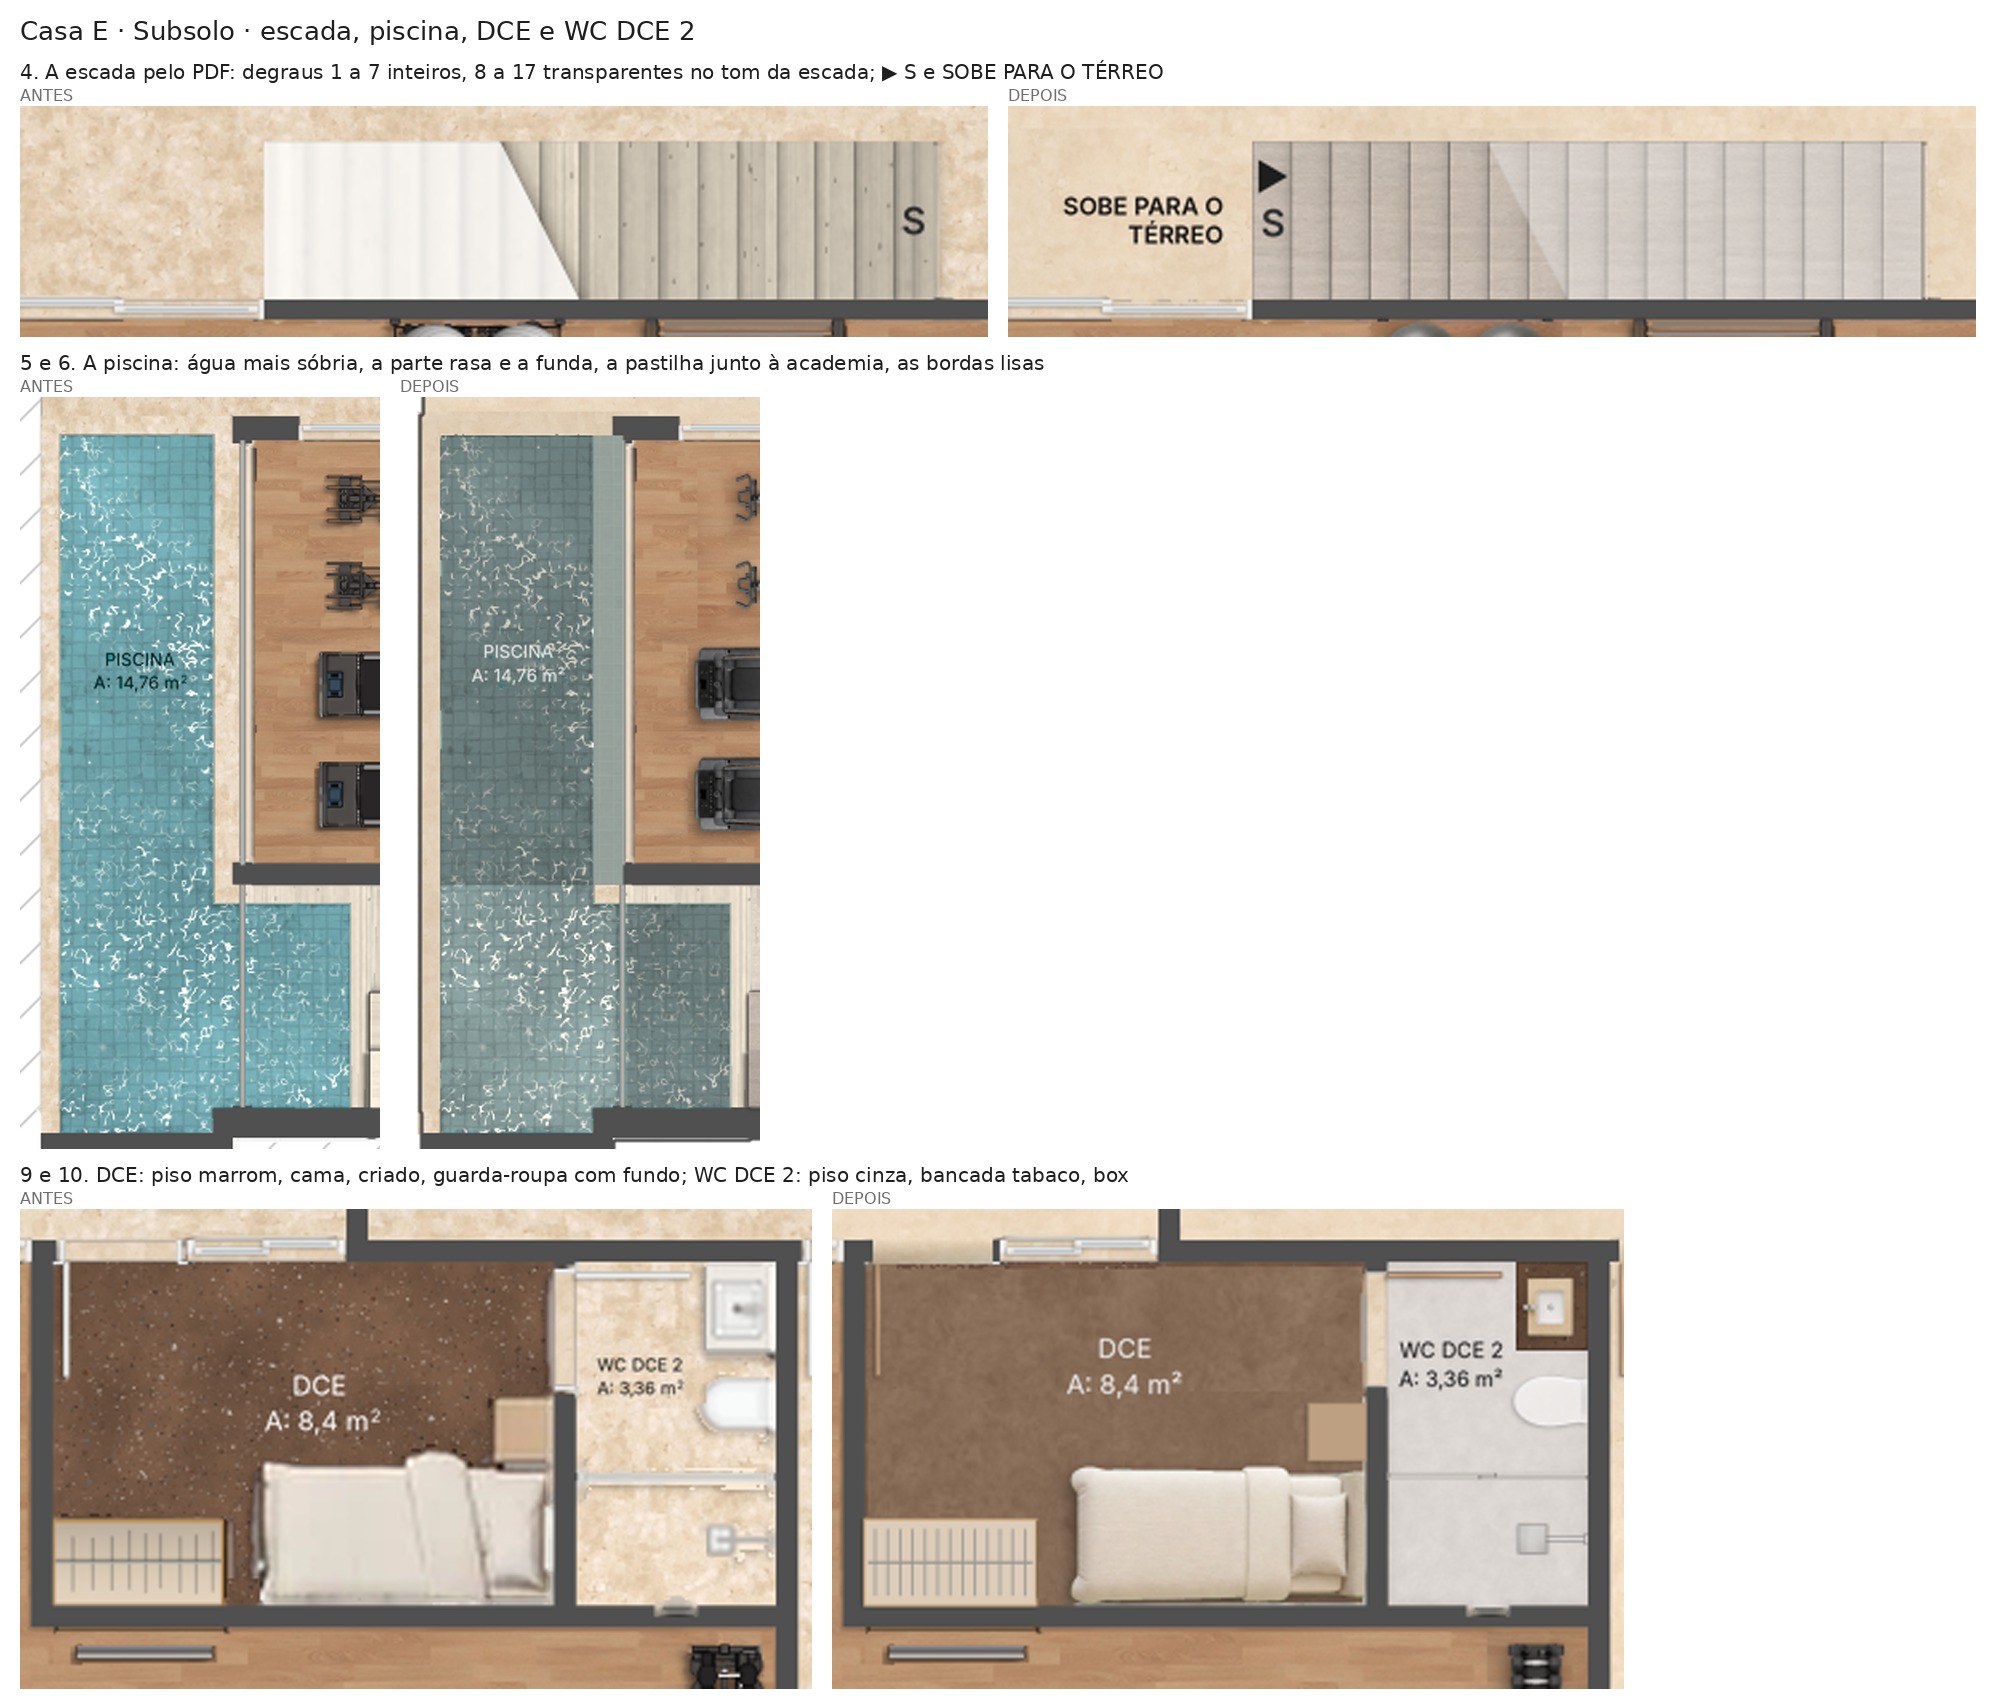 Casa E · Subsolo · escada, piscina, DCE e WC DCE 2
4. A escada pelo PDF: degraus 1 a 7 inteiros, 8 a 17 transparentes no tom da escada; ▶ S e SOBE PARA O TÉRREO
ANTES
DEPOIS
S
SOBE PARA O
TÉRREO
▶
S
5 e 6. A piscina: água mais sóbria, a parte rasa e a funda, a pastilha junto à academia, as bordas lisas
ANTES
DEPOIS
PISCINA
A: 14,76 m²
PISCINA
A: 14,76 m²
9 e 10. DCE: piso marrom, cama, criado, guarda-roupa com fundo; WC DCE 2: piso cinza, bancada tabaco, box
ANTES
DEPOIS
DCE
A: 8,4 m²
WC DCE 2
A: 3,36 m²
DCE
A: 8,4 m²
WC DCE 2
A: 3,36 m²